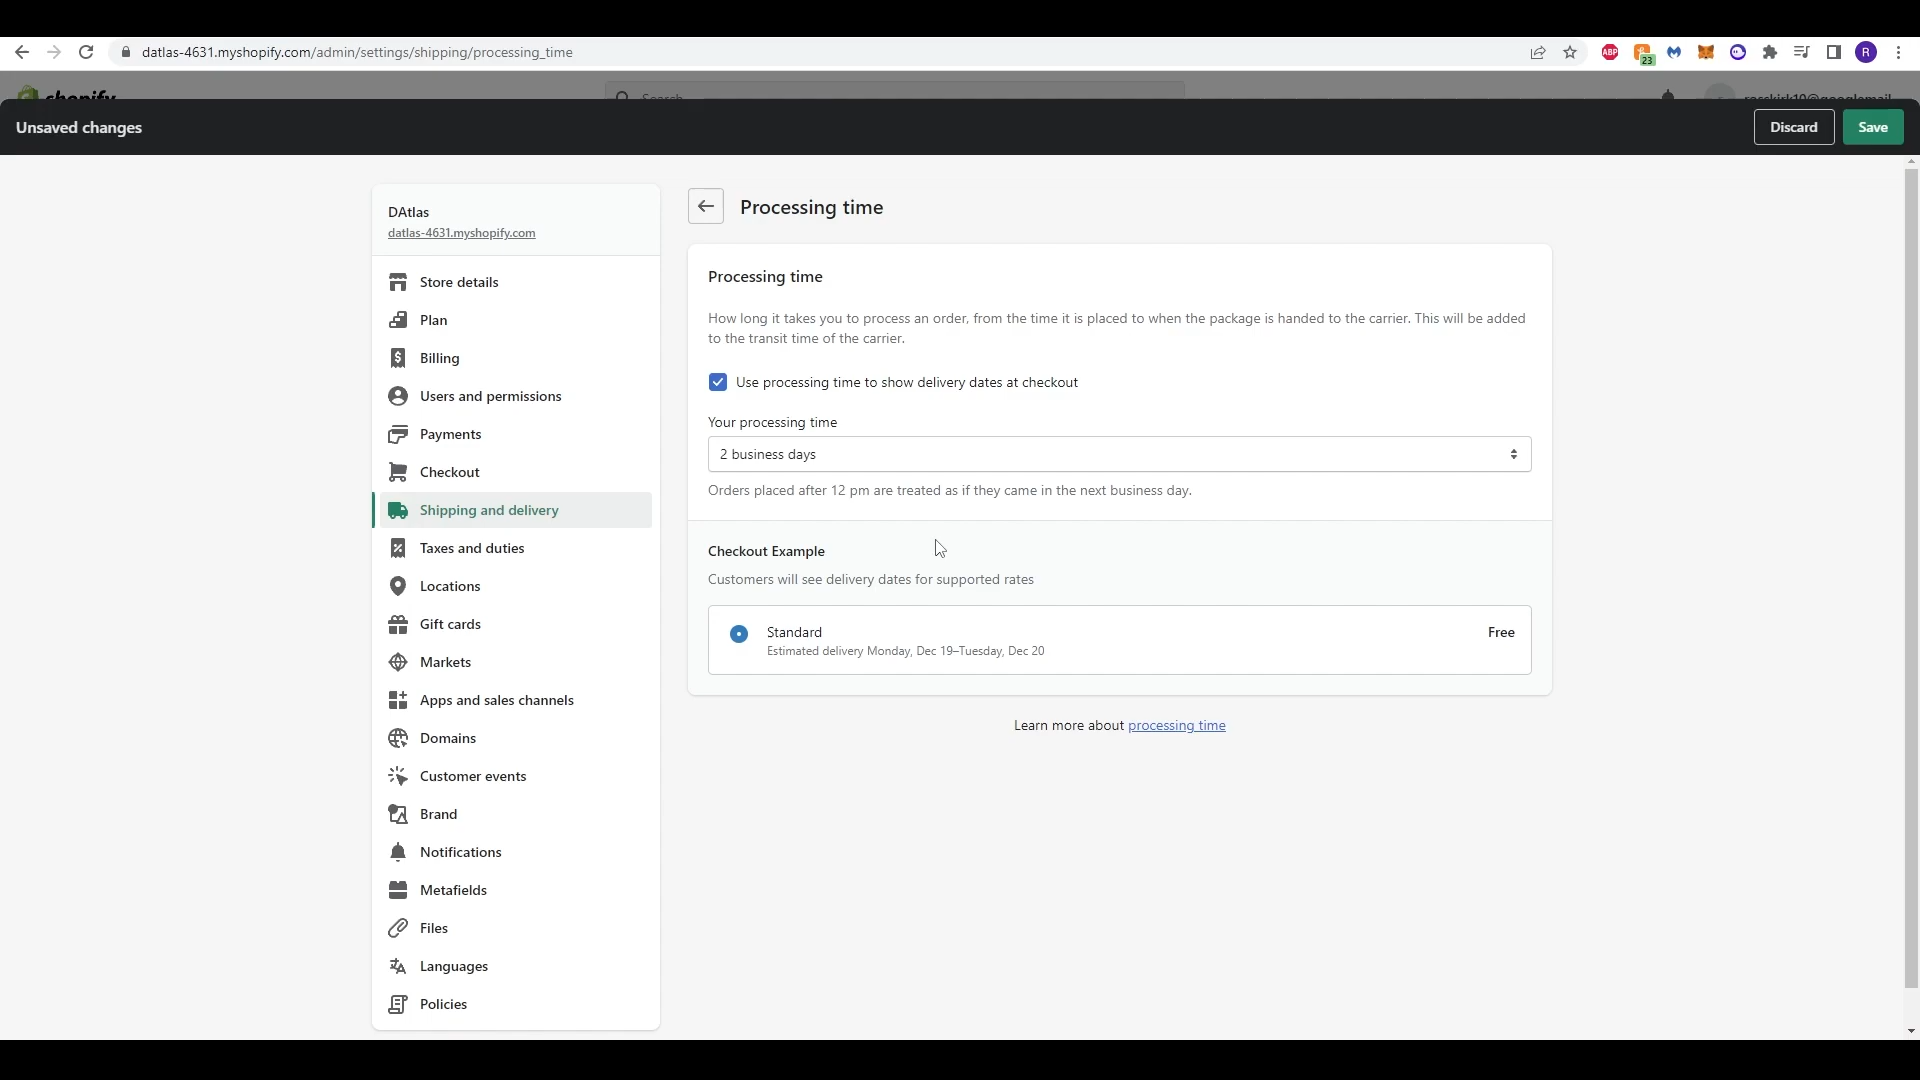 datlas-4631.myshopify.com/admin/settings/shipping/processing_time
ABP
23
R
shopify
Search
Unsaved changes
Discard
Save
DAtlas
datlas-4631.myshopify.com
Store details
Plan
Billing
Users and permissions
Payments
Checkout
Shipping and delivery
Taxes and duties
Locations
Gift cards
Markets
Apps and sales channels
Domains
Customer events
Brand
Notifications
Metafields
Files
Languages
Policies
Processing time
Processing time
How long it takes you to process an order, from the time it is placed to when the package is handed to the carrier. This will be added
to the transit time of the carrier.
Use processing time to show delivery dates at checkout
Your processing time
2 business days
Orders placed after 12 pm are treated as if they came in the next business day.
Checkout Example
Customers will see delivery dates for supported rates
Standard
Free
Estimated delivery Monday, Dec 19–Tuesday, Dec 20
Learn more about processing time